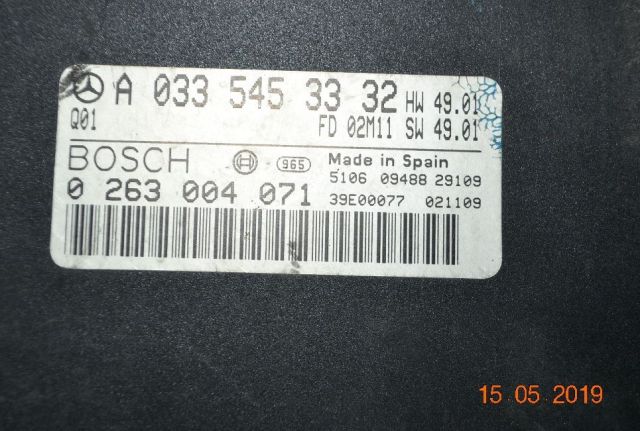 A 033 545 33 32 HW 49.01
Q01 FD 02M11 SW 49.01
BOSCH 965 Made in Spain
5106 09488 29109
0 263 004 071 39E00077 021109
15 05 2019